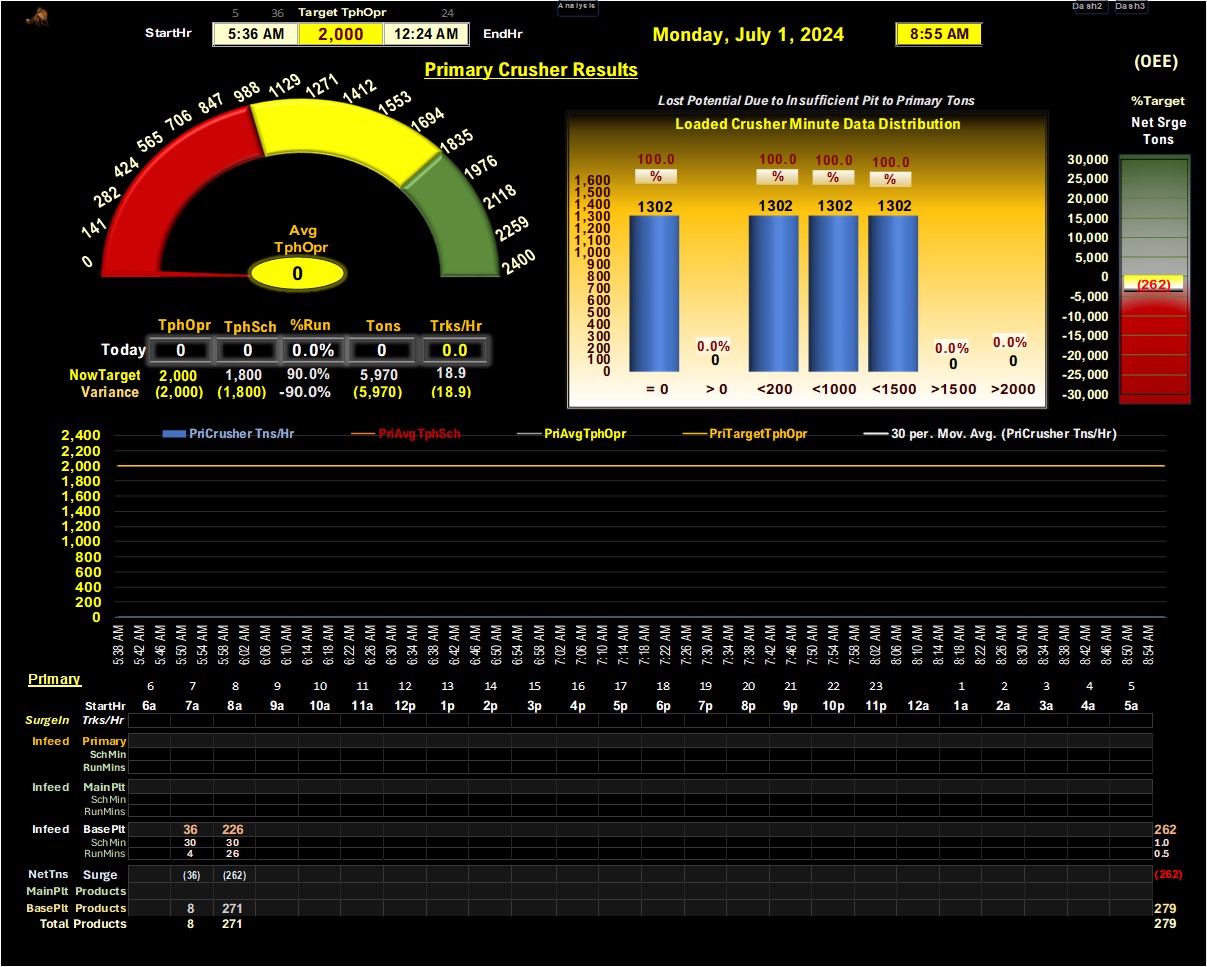 Analysis
Dash2 Dash3
5 36 Target TphOpr 24
StartHr 5:36 AM 2,000 12:24 AM EndHr
Monday, July 1, 2024 8:55 AM
Primary Crusher Results
(OEE)
0 141 282 424 565 706 847 988 1129 1271 1412 1553 1694 1835 1976 2118 2259 2400
Avg
TphOpr
0
Lost Potential Due to Insufficient Pit to Primary Tons
Loaded Crusher Minute Data Distribution
100.0 100.0 100.0 100.0
% % % %
1302 1302 1302 1302
0.0% 0.0% 0.0%
0 0 0
1,600
1,500
1,400
1,300
1,200
1,100
1,000
900
800
700
600
500
400
300
200
100
0
= 0 > 0 <200 <1000 <1500 >1500 >2000
%Target
Net Srge
Tons
30,000
25,000
20,000
15,000
10,000
5,000
0
(262)
-5,000
-10,000
-15,000
-20,000
-25,000
-30,000
TphOpr TphSch %Run Tons Trks/Hr
Today 0 0 0.0% 0 0.0
NowTarget 2,000 1,800 90.0% 5,970 18.9
Variance (2,000) (1,800) -90.0% (5,970) (18.9)
PriCrusher Tns/Hr PriAvgTphSch PriAvgTphOpr PriTargetTphOpr 30 per. Mov. Avg. (PriCrusher Tns/Hr)
2,400
2,200
2,000
1,800
1,600
1,400
1,200
1,000
800
600
400
200
0
5:38 AM 5:42 AM 5:46 AM 5:50 AM 5:54 AM 5:58 AM 6:02 AM 6:06 AM 6:10 AM 6:14 AM 6:18 AM 6:22 AM 6:26 AM 6:30 AM 6:34 AM 6:38 AM 6:42 AM 6:46 AM 6:50 AM 6:54 AM 6:58 AM 7:02 AM 7:06 AM 7:10 AM 7:14 AM 7:18 AM 7:22 AM 7:26 AM 7:30 AM 7:34 AM 7:38 AM 7:42 AM 7:46 AM 7:50 AM 7:54 AM 7:58 AM 8:02 AM 8:06 AM 8:10 AM 8:14 AM 8:18 AM 8:22 AM 8:26 AM 8:30 AM 8:34 AM 8:38 AM 8:42 AM 8:46 AM 8:50 AM 8:54 AM
Primary
6 7 8 9 10 11 12 13 14 15 16 17 18 19 20 21 22 23 1 2 3 4 5
StartHr 6a 7a 8a 9a 10a 11a 12p 1p 2p 3p 4p 5p 6p 7p 8p 9p 10p 11p 12a 1a 2a 3a 4a 5a
SurgeIn Trks/Hr
Infeed Primary
SchMin
RunMins
Infeed MainPlt
SchMin
RunMins
Infeed BasePlt 36 226 262
SchMin 30 30 1.0
RunMins 4 26 0.5
NetTns Surge (36) (262) (262)
MainPlt Products
BasePlt Products 8 271 279
Total Products 8 271 279